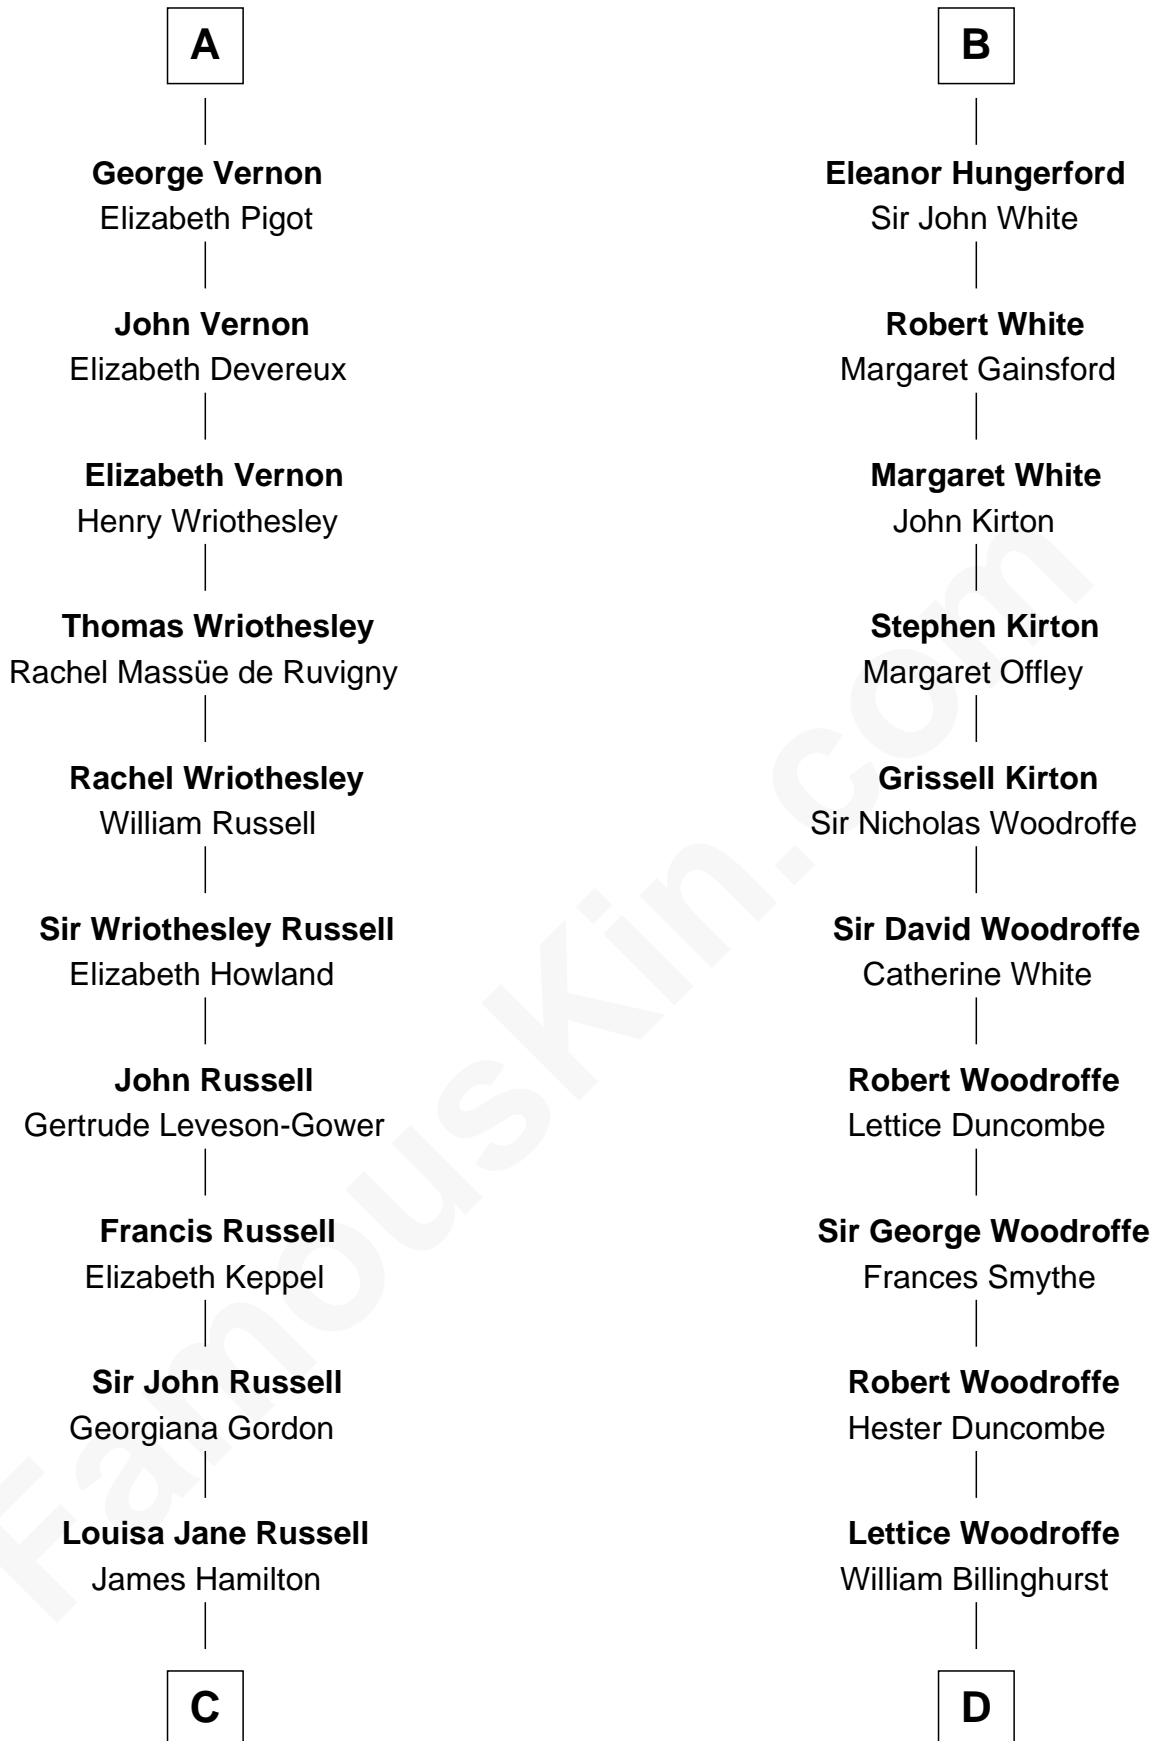 A
George Vernon
Elizabeth Pigot
John Vernon
Elizabeth Devereux
Elizabeth Vernon
Henry Wriothesley
Thomas Wriothesley
Rachel Massüe de Ruvigny
Rachel Wriothesley
William Russell
Sir Wriothesley Russell
Elizabeth Howland
John Russell
Gertrude Leveson-Gower
Francis Russell
Elizabeth Keppel
Sir John Russell
Georgiana Gordon
Louisa Jane Russell
James Hamilton
C
B
Eleanor Hungerford
Sir John White
Robert White
Margaret Gainsford
Margaret White
John Kirton
Stephen Kirton
Margaret Offley
Grissell Kirton
Sir Nicholas Woodroffe
Sir David Woodroffe
Catherine White
Robert Woodroffe
Lettice Duncombe
Sir George Woodroffe
Frances Smythe
Robert Woodroffe
Hester Duncombe
Lettice Woodroffe
William Billinghurst
D
FamousKin.com